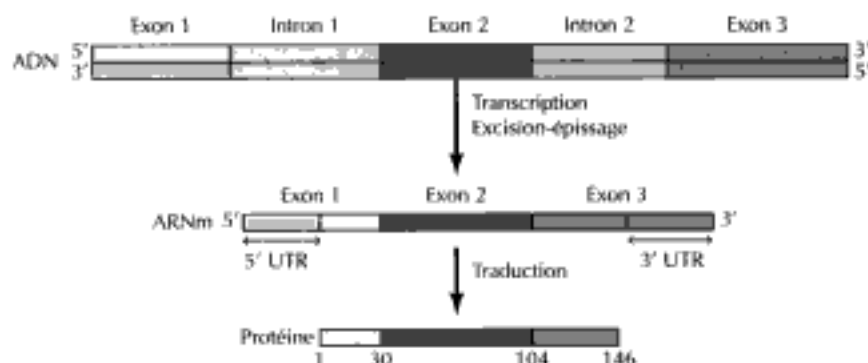 Exon 1 Intron 1 Exon 2 Intron 2 Exon 3
ADN 5' 3'
3' 5'
Transcription
Excision-épissage
Exon 1 Exon 2 Exon 3
ARNm 5' 3'
5' UTR 3' UTR
Traduction
Protéine
1 30 104 146